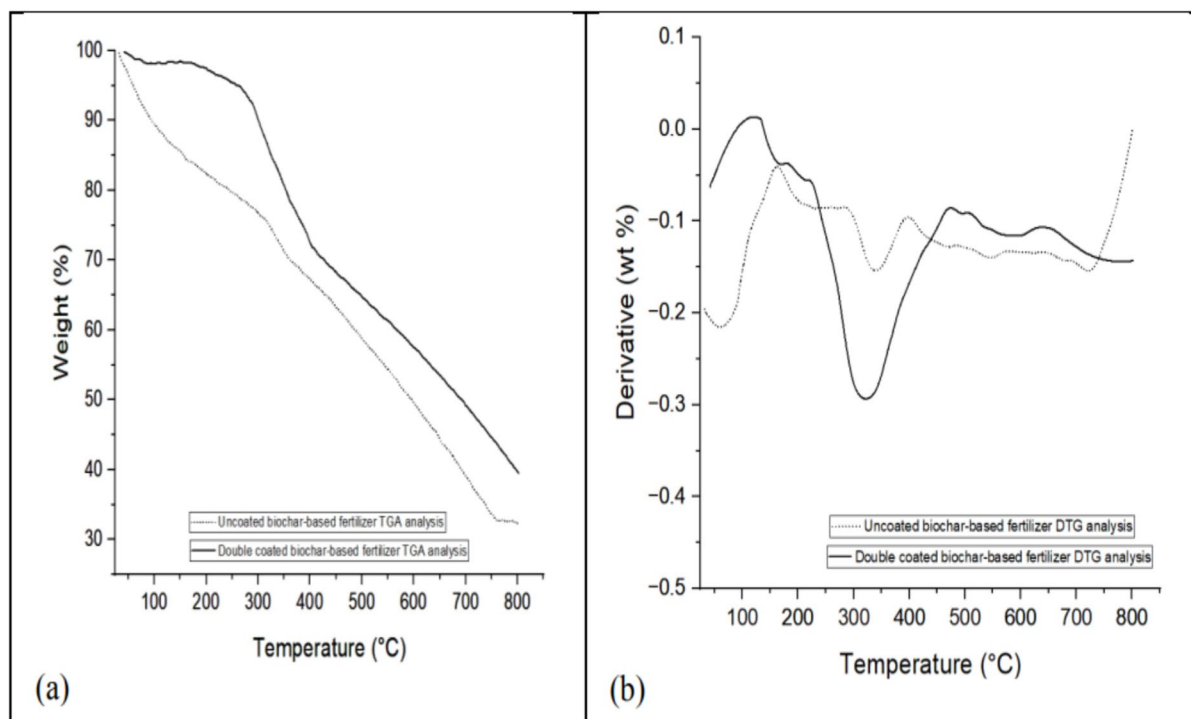 100
90
80
70
60
50
40
30
Weight (%)
Uncoated biochar-based fertilizer TGA analysis
Double coated biochar-based fertilizer TGA analysis
100 200 300 400 500 600 700 800
Temperature (°C)
(a)
0.1
0.0
−0.1
−0.2
−0.3
−0.4
−0.5
Derivative (wt %)
Uncoated biochar-based fertilizer DTG analysis
Double coated biochar-based fertilizer DTG analysis
100 200 300 400 500 600 700 800
Temperature (°C)
(b)